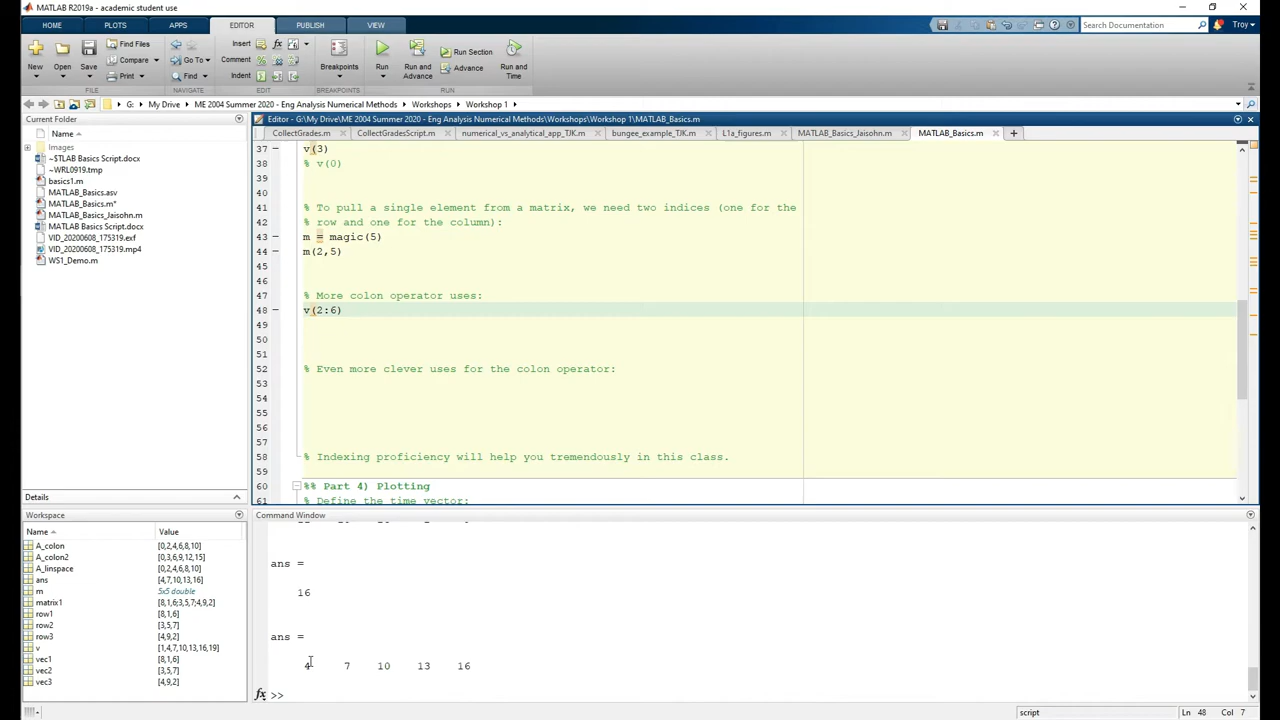 MATLAB R2019a - academic student use
HOME PLOTS APPS EDITOR PUBLISH VIEW
Search Documentation
Troy
New Open Save
Find Files
Compare
Print
FILE
Go To
Find
NAVIGATE
Insert
Comment
Indent
EDIT
Breakpoints
BREAKPOINTS
Run
Run and
Advance
Run Section
Advance
Run and
Time
RUN
G: My Drive ME 2004 Summer 2020 - Eng Analysis Numerical Methods Workshops Workshop 1
Current Folder
Name
Images
~$TLAB Basics Script.docx
~WRL0919.tmp
basics1.m
MATLAB_Basics.asv
MATLAB_Basics.m*
MATLAB_Basics_Jaisohn.m
MATLAB Basics Script.docx
VID_20200608_175319.exf
VID_20200608_175319.mp4
WS1_Demo.m
Details
Workspace
Name Value
A_colon [0,2,4,6,8,10]
A_colon2 [0,3,6,9,12,15]
A_linspace [0,2,4,6,8,10]
ans [4,7,10,13,16]
m 5x5 double
matrix1 [8,1,6;3,5,7;4,9,2]
row1 [8,1,6]
row2 [3,5,7]
row3 [4,9,2]
v [1,4,7,10,13,16,19]
vec1 [8,1,6]
vec2 [3,5,7]
vec3 [4,9,2]
Editor - G:\My Drive\ME 2004 Summer 2020 - Eng Analysis Numerical Methods\Workshops\Workshop 1\MATLAB_Basics.m
CollectGrades.m CollectGradesScript.m numerical_vs_analytical_app_TJK.m bungee_example_TJK.m L1a_figures.m MATLAB_Basics_Jaisohn.m MATLAB_Basics.m
37 v(3)
38 % v(0)
39
40
41 % To pull a single element from a matrix, we need two indices (one for the
42 % row and one for the column):
43 m = magic(5)
44 m(2,5)
45
46
47 % More colon operator uses:
48 v(2:6)
49
50
51
52 % Even more clever uses for the colon operator:
53
54
55
56
57
58 % Indexing proficiency will help you tremendously in this class.
59
60 %% Part 4) Plotting
61 % Define the time vector:
Command Window
ans =
16
ans =
4 7 10 13 16
fx >>
script
Ln 48 Col 7